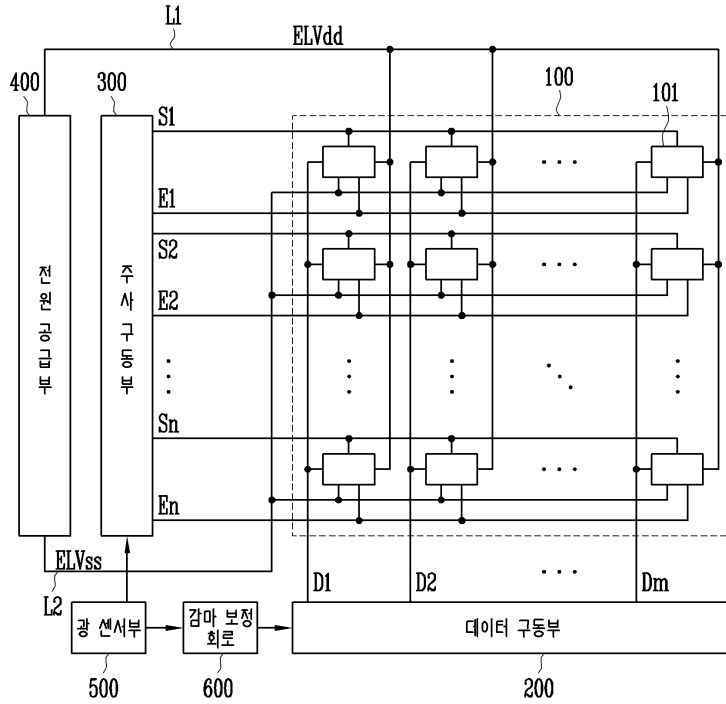 L1
ELVdd
400
300
100
101
S1
E1
S2
E2
Sn
En
전원 공급부
주사 구동부
ELVss
L2
D1
D2
Dm
광 센서부
감마 보정
회로
데이터 구동부
500
600
200